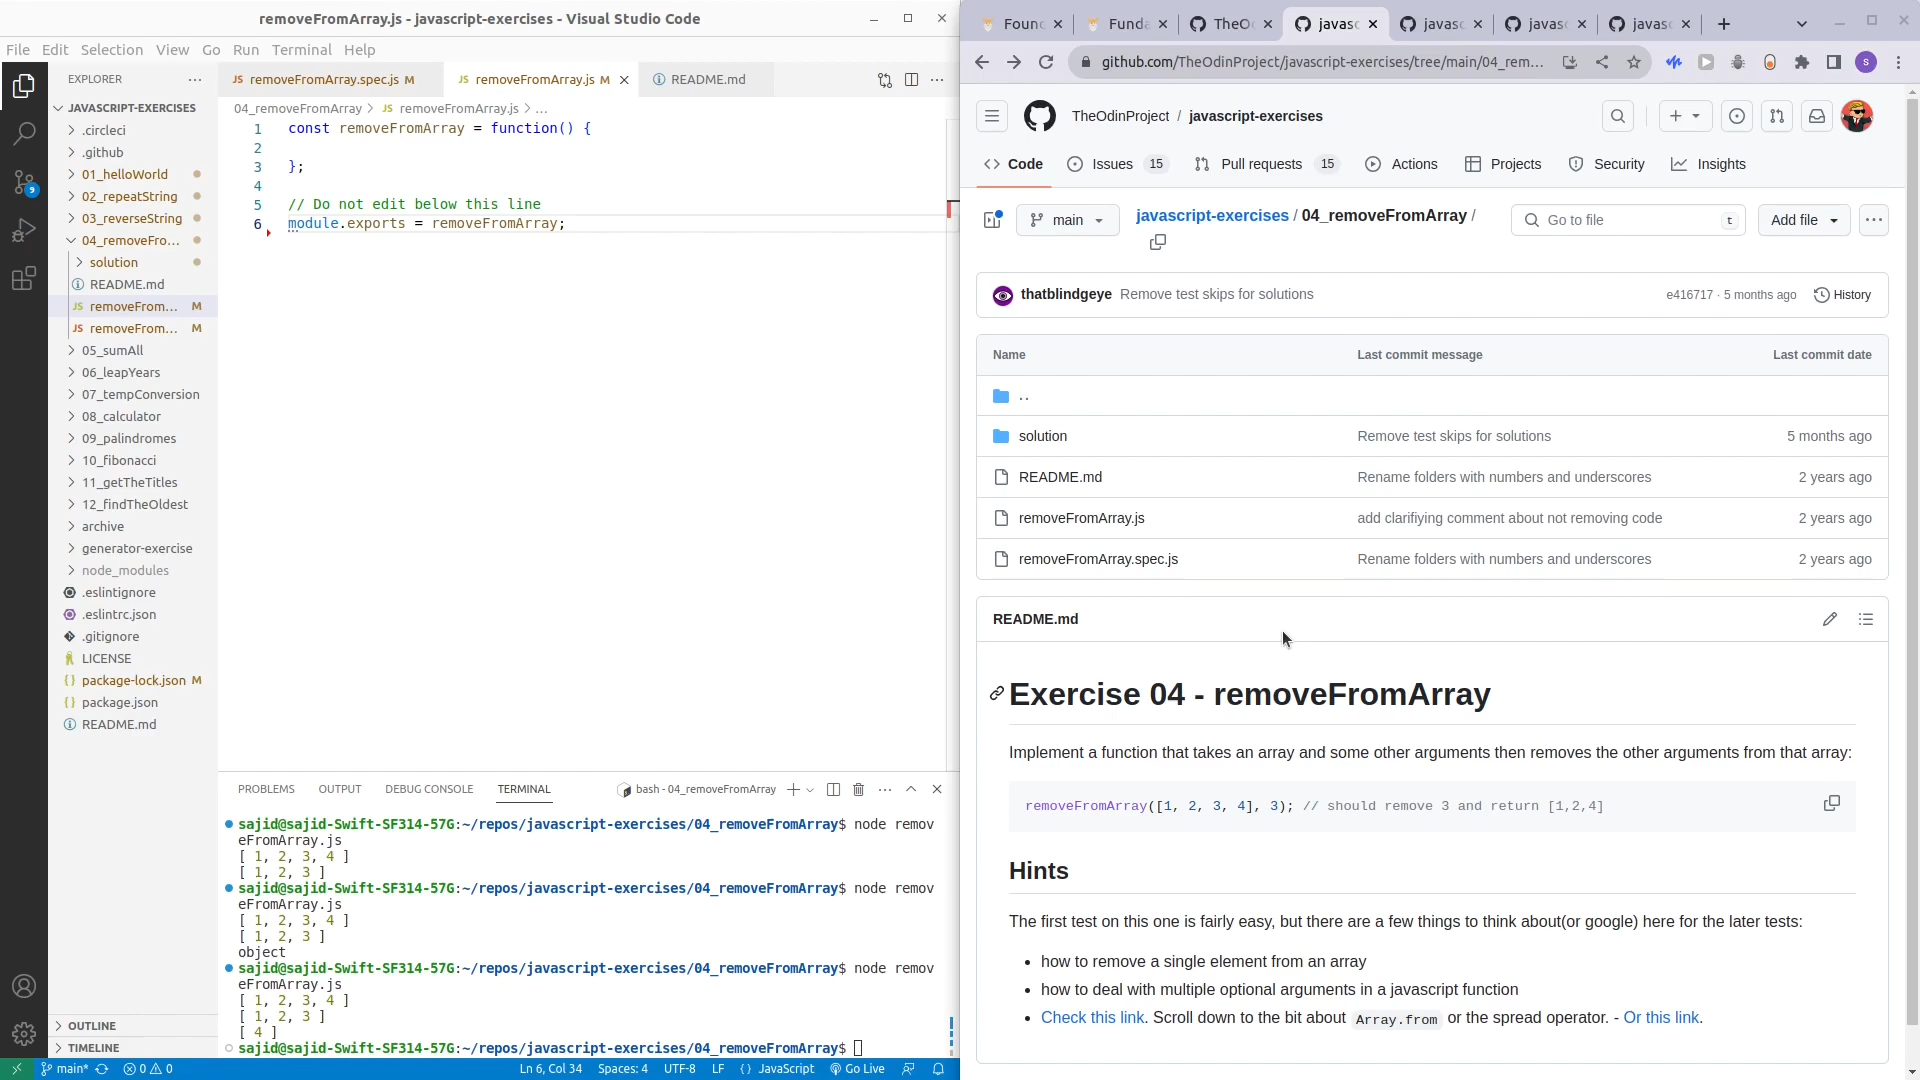 removeFromArray.js - javascript-exercises - Visual Studio Code
File Edit Selection View Go Run Terminal Help
EXPLORER
JAVASCRIPT-EXERCISES
.circleci
.github
01_helloWorld
02_repeatString
03_reverseString
04_removeFro...
solution
README.md
JS removeFrom... M
JS removeFrom... M
05_sumAll
06_leapYears
07_tempConversion
08_calculator
09_palindromes
10_fibonacci
11_getTheTitles
12_findTheOldest
archive
generator-exercise
node_modules
.eslintignore
.eslintrc.json
.gitignore
LICENSE
{} package-lock.json M
{} package.json
README.md
OUTLINE
TIMELINE
9
JS removeFromArray.spec.js M
JS removeFromArray.js M
README.md
04_removeFromArray > JS removeFromArray.js > ...
1 const removeFromArray = function() {
2
3 };
4
5 // Do not edit below this line
6 module.exports = removeFromArray;
PROBLEMS OUTPUT DEBUG CONSOLE TERMINAL
bash - 04_removeFromArray
sajid@sajid-Swift-SF314-57G:~/repos/javascript-exercises/04_removeFromArray$ node remov
eFromArray.js
[ 1, 2, 3, 4 ]
[ 1, 2, 3 ]
sajid@sajid-Swift-SF314-57G:~/repos/javascript-exercises/04_removeFromArray$ node remov
eFromArray.js
[ 1, 2, 3, 4 ]
[ 1, 2, 3 ]
object
sajid@sajid-Swift-SF314-57G:~/repos/javascript-exercises/04_removeFromArray$ node remov
eFromArray.js
[ 1, 2, 3, 4 ]
[ 1, 2, 3 ]
[ 4 ]
sajid@sajid-Swift-SF314-57G:~/repos/javascript-exercises/04_removeFromArray$
main* 0 0 Ln 6, Col 34 Spaces: 4 UTF-8 LF {} JavaScript Go Live
Foun Funda TheO javasc javasc javasc javasc
github.com/TheOdinProject/javascript-exercises/tree/main/04_rem...
S
TheOdinProject / javascript-exercises
Code Issues 15 Pull requests 15 Actions Projects Security Insights
main
javascript-exercises / 04_removeFromArray /
Go to file t
Add file
thatblindgeye Remove test skips for solutions e416717 · 5 months ago History
Name Last commit message Last commit date
..
solution Remove test skips for solutions 5 months ago
README.md Rename folders with numbers and underscores 2 years ago
removeFromArray.js add clarifiying comment about not removing code 2 years ago
removeFromArray.spec.js Rename folders with numbers and underscores 2 years ago
README.md
Exercise 04 - removeFromArray
Implement a function that takes an array and some other arguments then removes the other arguments from that array:
removeFromArray([1, 2, 3, 4], 3); // should remove 3 and return [1,2,4]
Hints
The first test on this one is fairly easy, but there are a few things to think about(or google) here for the later tests:
• how to remove a single element from an array
• how to deal with multiple optional arguments in a javascript function
• Check this link. Scroll down to the bit about Array.from or the spread operator. - Or this link.